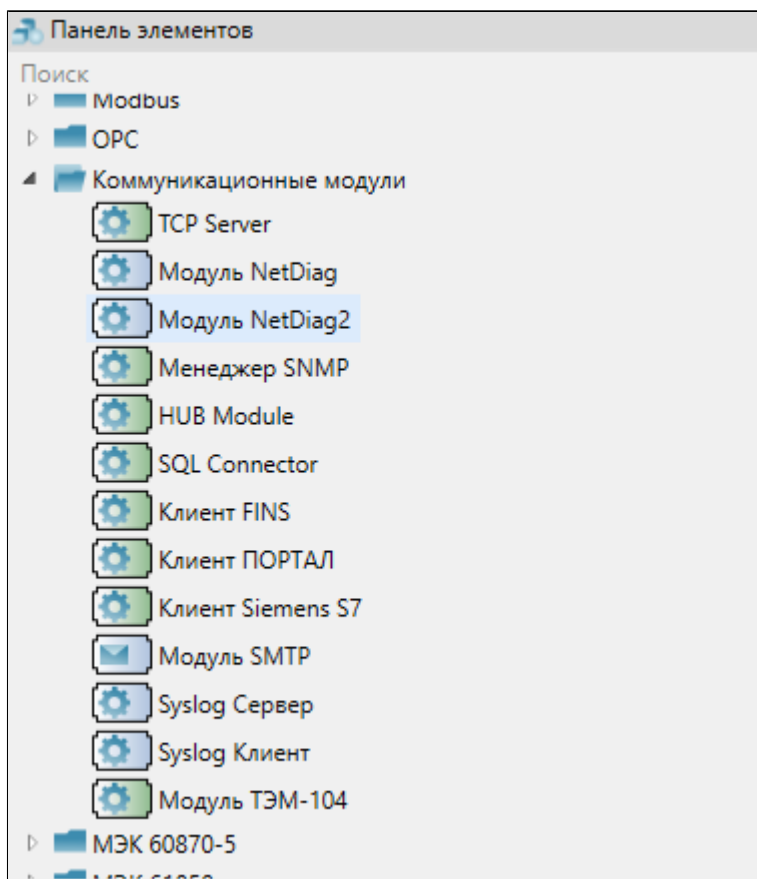 Панель элементов
Поиск
Modbus
OPC
Коммуникационные модули
TCP Server
Модуль NetDiag
Модуль NetDiag2
Менеджер SNMP
HUB Module
SQL Connector
Клиент FINS
Клиент ПОРТАЛ
Клиент Siemens S7
Модуль SMTP
Syslog Сервер
Syslog Клиент
Модуль ТЭМ-104
МЭК 60870-5
МЭК 61850